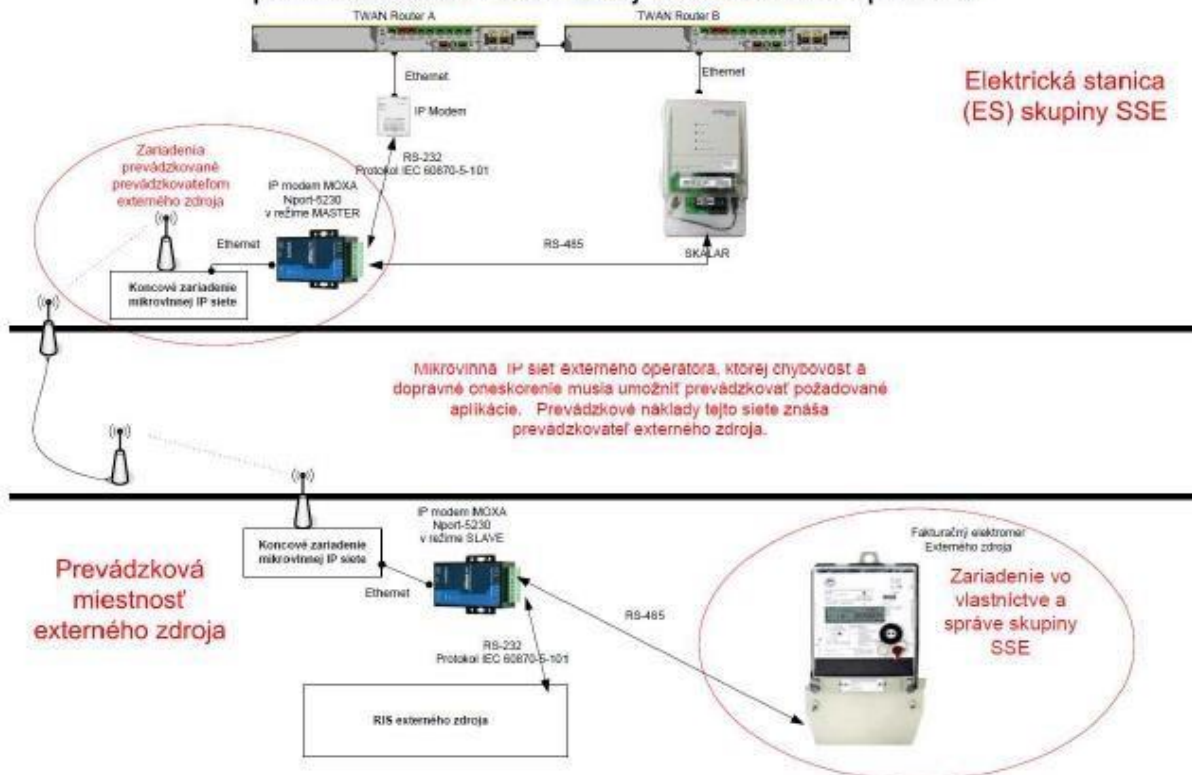 TWAN Router A
TWAN Router B
Ethernet
Ethernet
IP Modem
Elektrická stanica
(ES) skupiny SSE
Zariadenia
prevádzkované
prevádzkovateľom
externého zdroja
RS-232
Protokol IEC 60870-5-101
IP modem MOXA
Nport-5230
v režime MASTER
Ethernet
RS-485
SKALAR
Koncové zariadenie
mikrovlnnej IP siete
Mikrovlnná IP sieť externého operátora, ktorej chybovosť a
dopravné oneskorenie musia umožniť prevádzkovať požadované
aplikácie. Prevádzkové náklady tejto siete znáša
prevádzkovateľ externého zdroja.
IP modem MOXA
Nport-5230
v režime SLAVE
Koncové zariadenie
mikrovlnnej IP siete
Fakturačný elektromer
Externého zdroja
Prevádzková
miestnosť
externého zdroja
Ethernet
Zariadenie vo
vlastníctve a
správe skupiny
SSE
RS-485
RS-232
Protokol IEC 60870-5-101
RIS externého zdroja